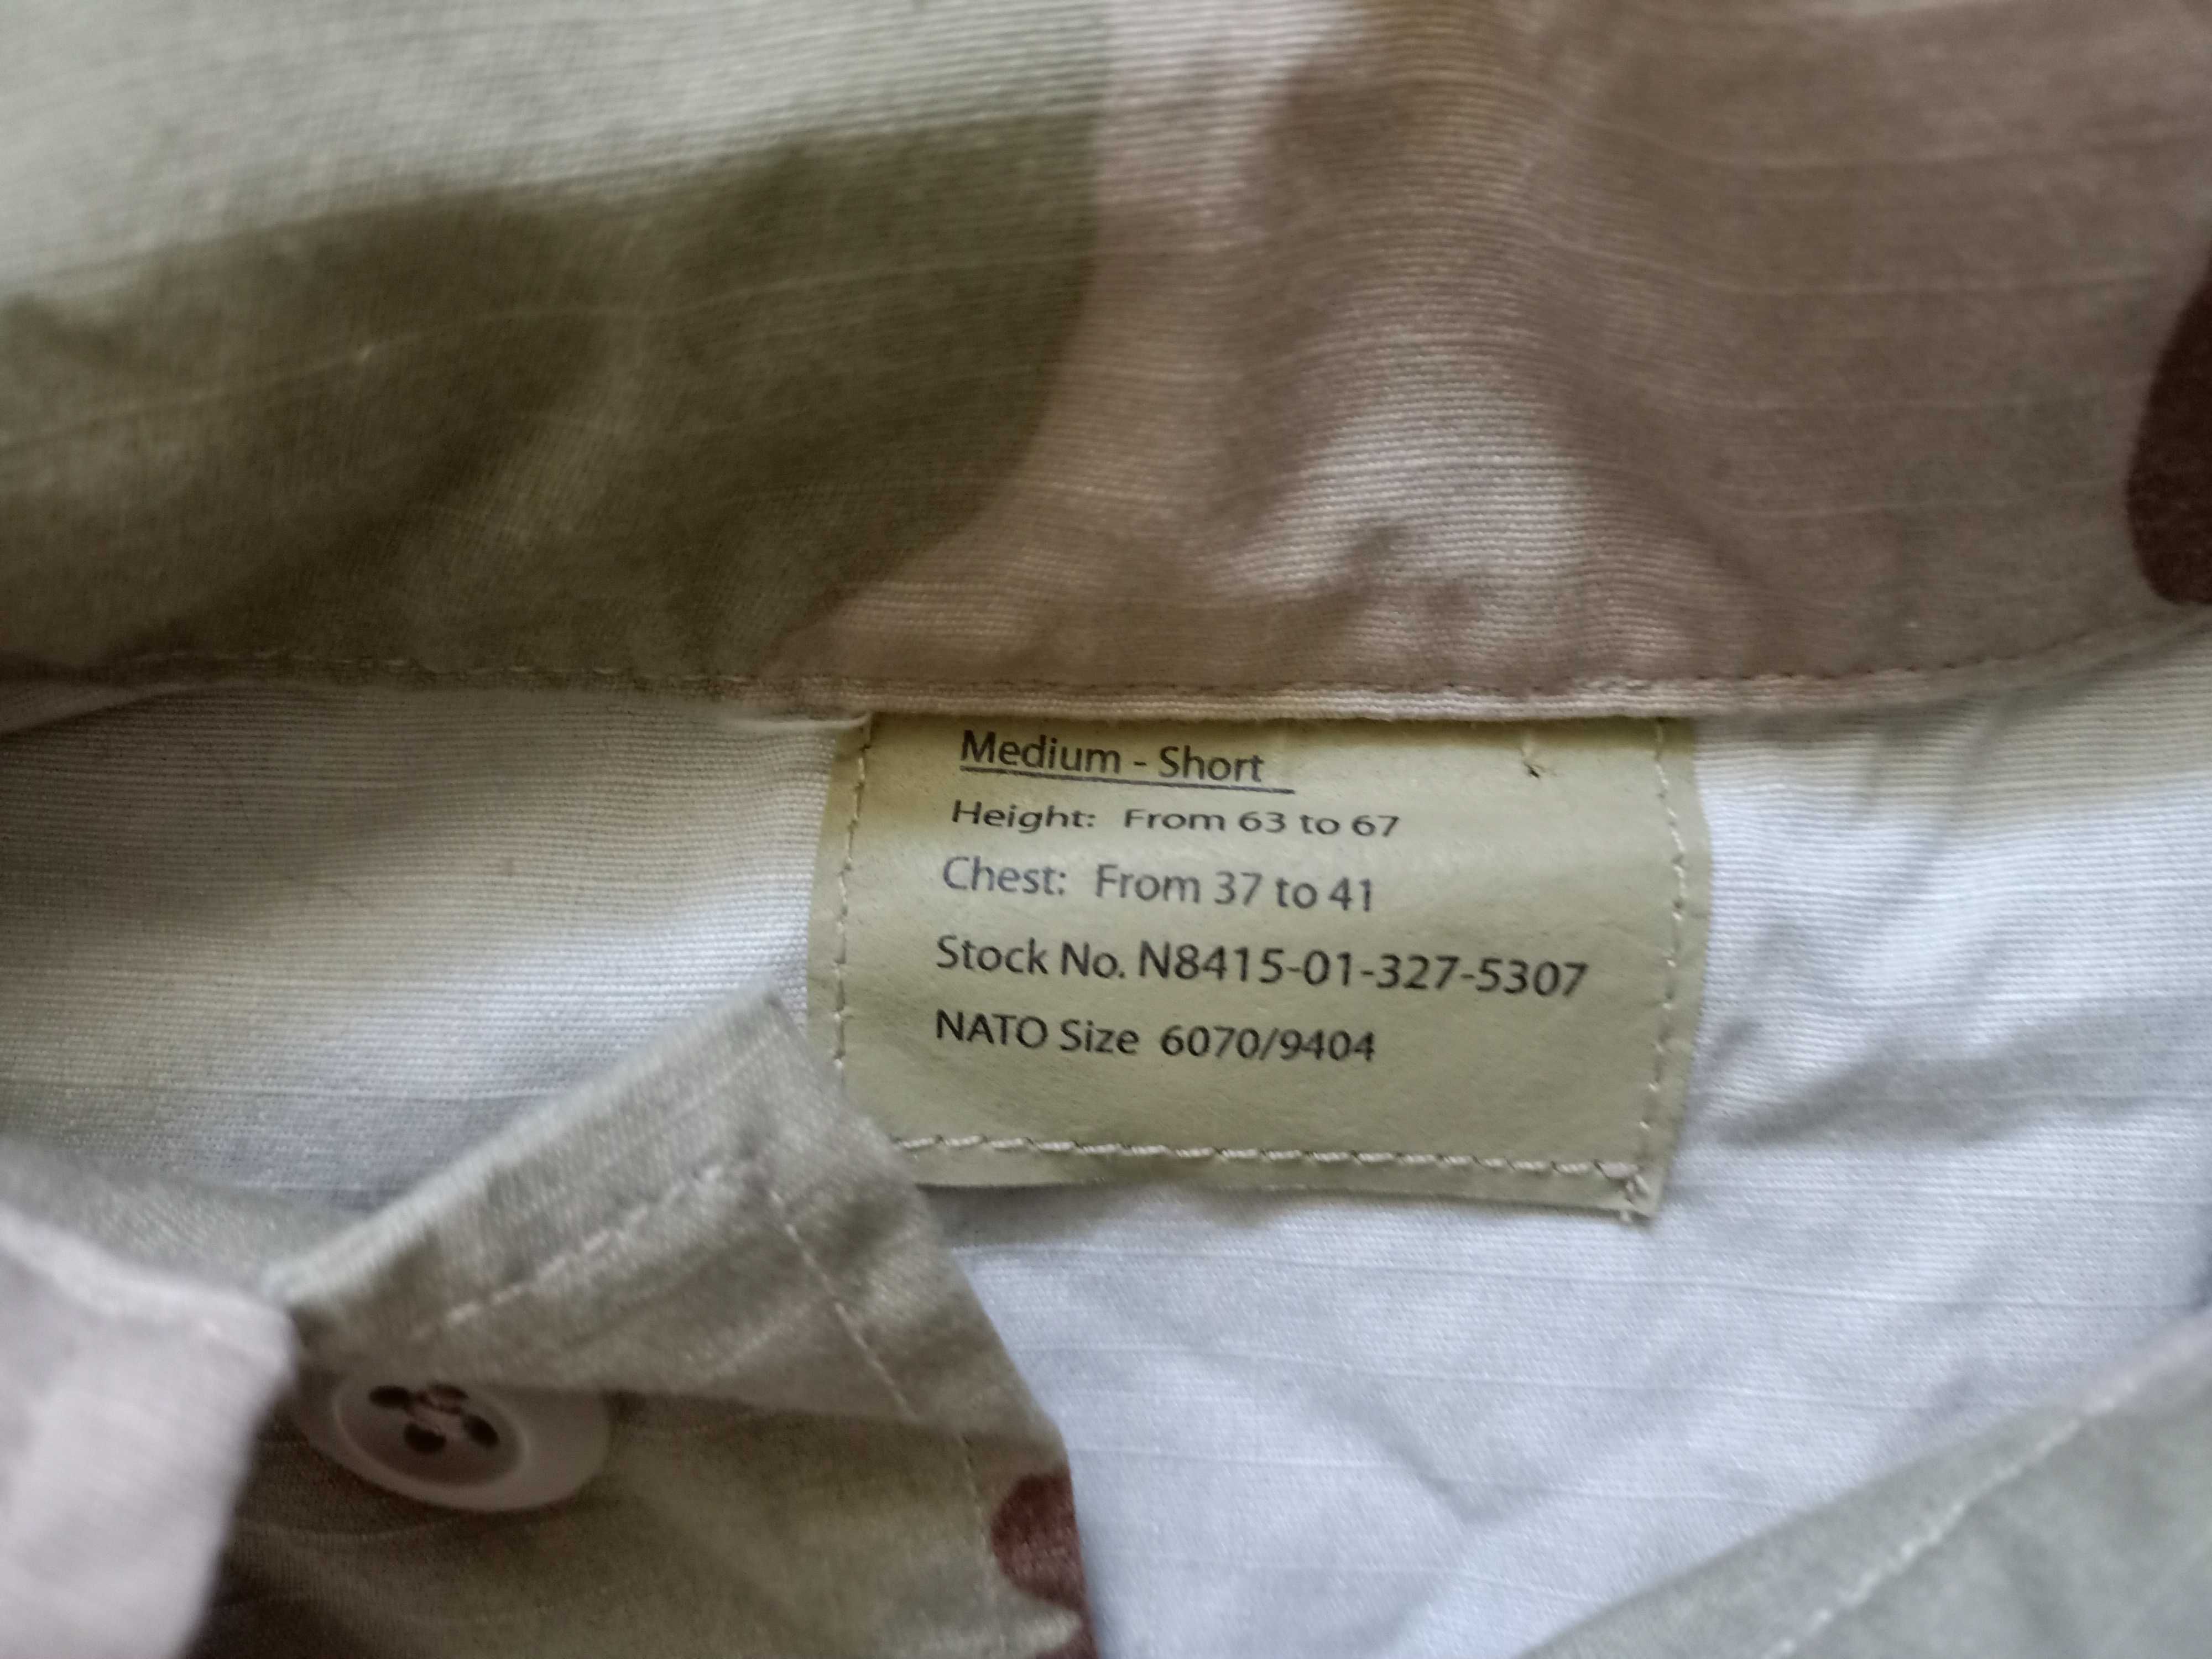 Medium - Short
Height: From 63 to 67
Chest: From 37 to 41
Stock No. N8415-01-327-5307
NATO Size 6070/9404